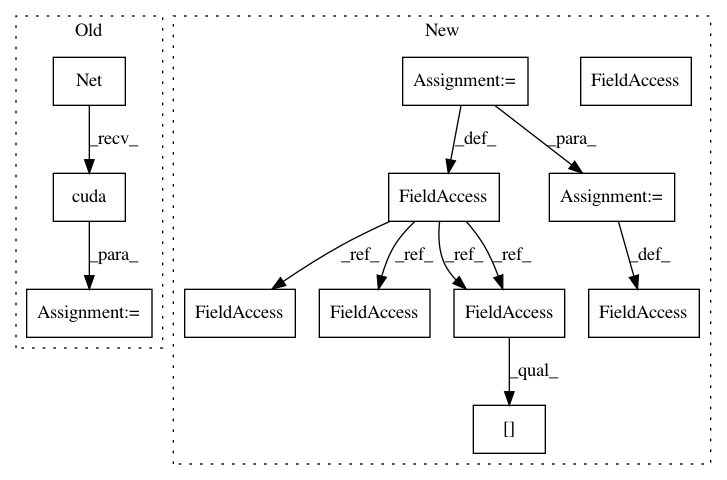 Old
New
Net
Assignment:=
FieldAccess
_recv_
_def_
_para_
cuda
FieldAccess
Assignment:=
_para_
_ref_
_ref_
_ref_
_ref_
_def_
Assignment:=
FieldAccess
FieldAccess
FieldAccess
FieldAccess
_qual_
[]